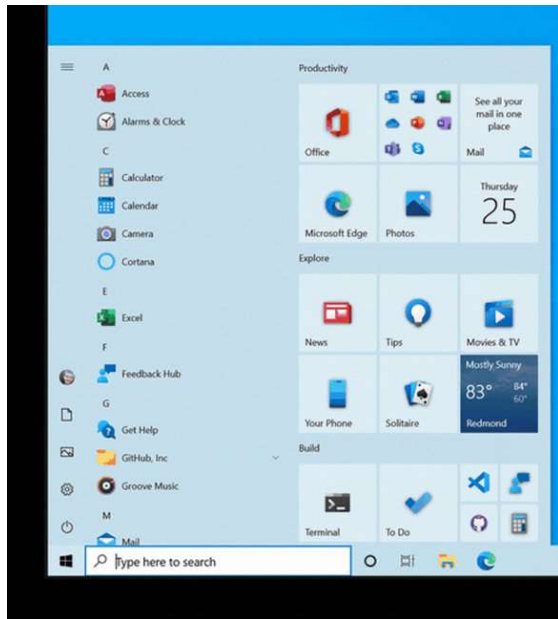 A
Access
Alarms & Clock
C
Calculator
Calendar
Camera
Cortana
E
Excel
F
Feedback Hub
G
Get Help
GitHub, Inc
Groove Music
M
Mail
Type here to search
Productivity
Office
See all your
mail in one
place
Mail
Microsoft Edge
Photos
Thursday
25
Explore
News
Tips
Movies & TV
Your Phone
Solitaire
Mostly Sunny
83° 84°
60°
Redmond
Build
Terminal
To Do